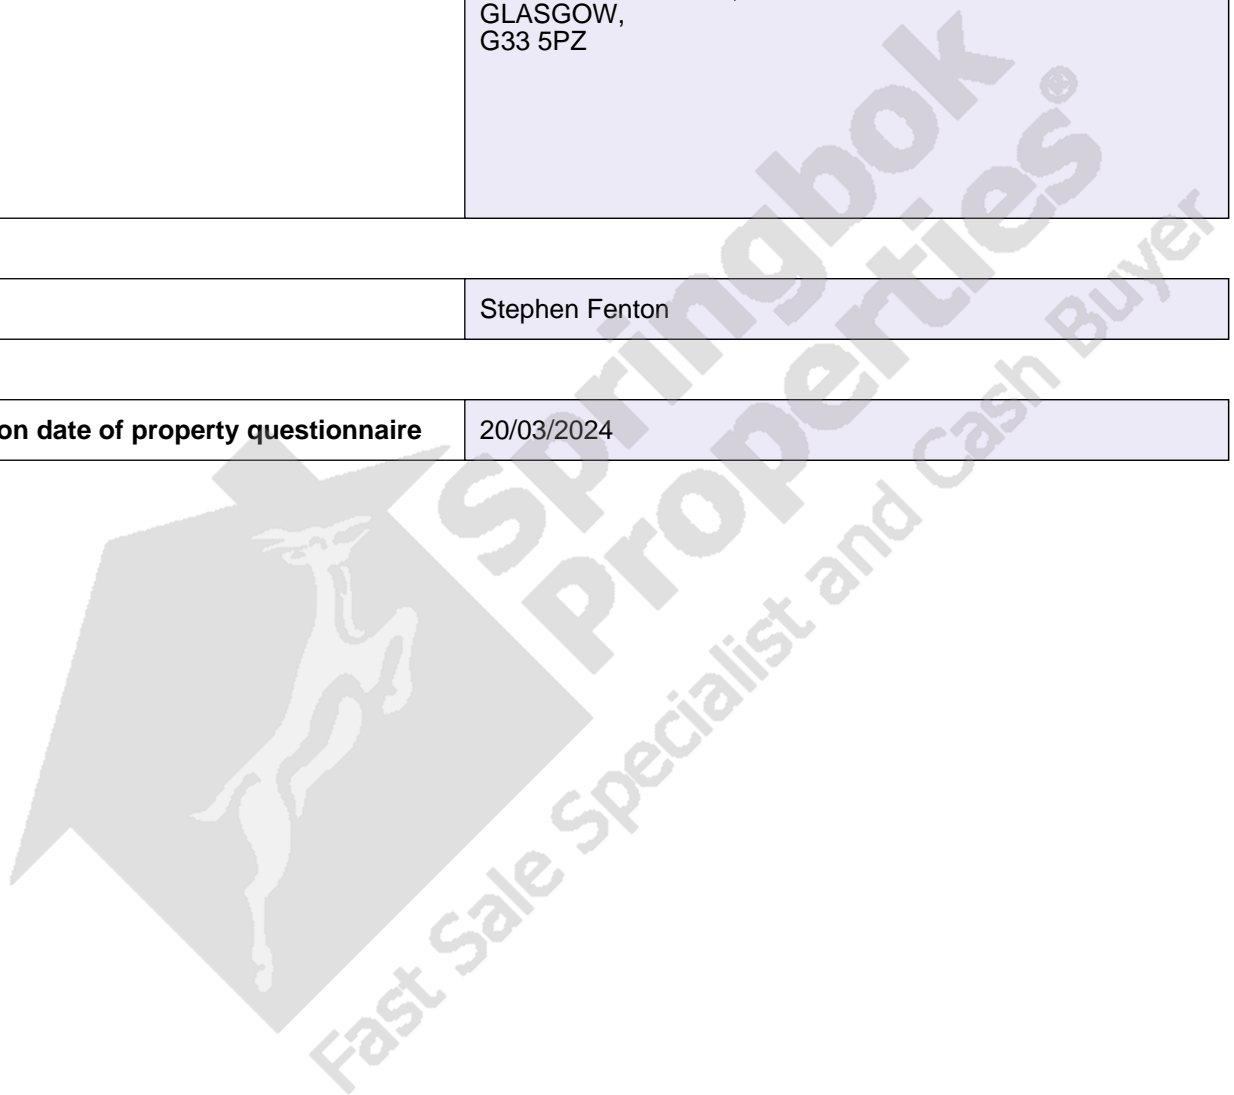 GLASGOW,
G33 5PZ
Stephen Fenton
on date of property questionnaire
20/03/2024
Springbok
Properties®
Fast Sale Specialist and Cash Buyer